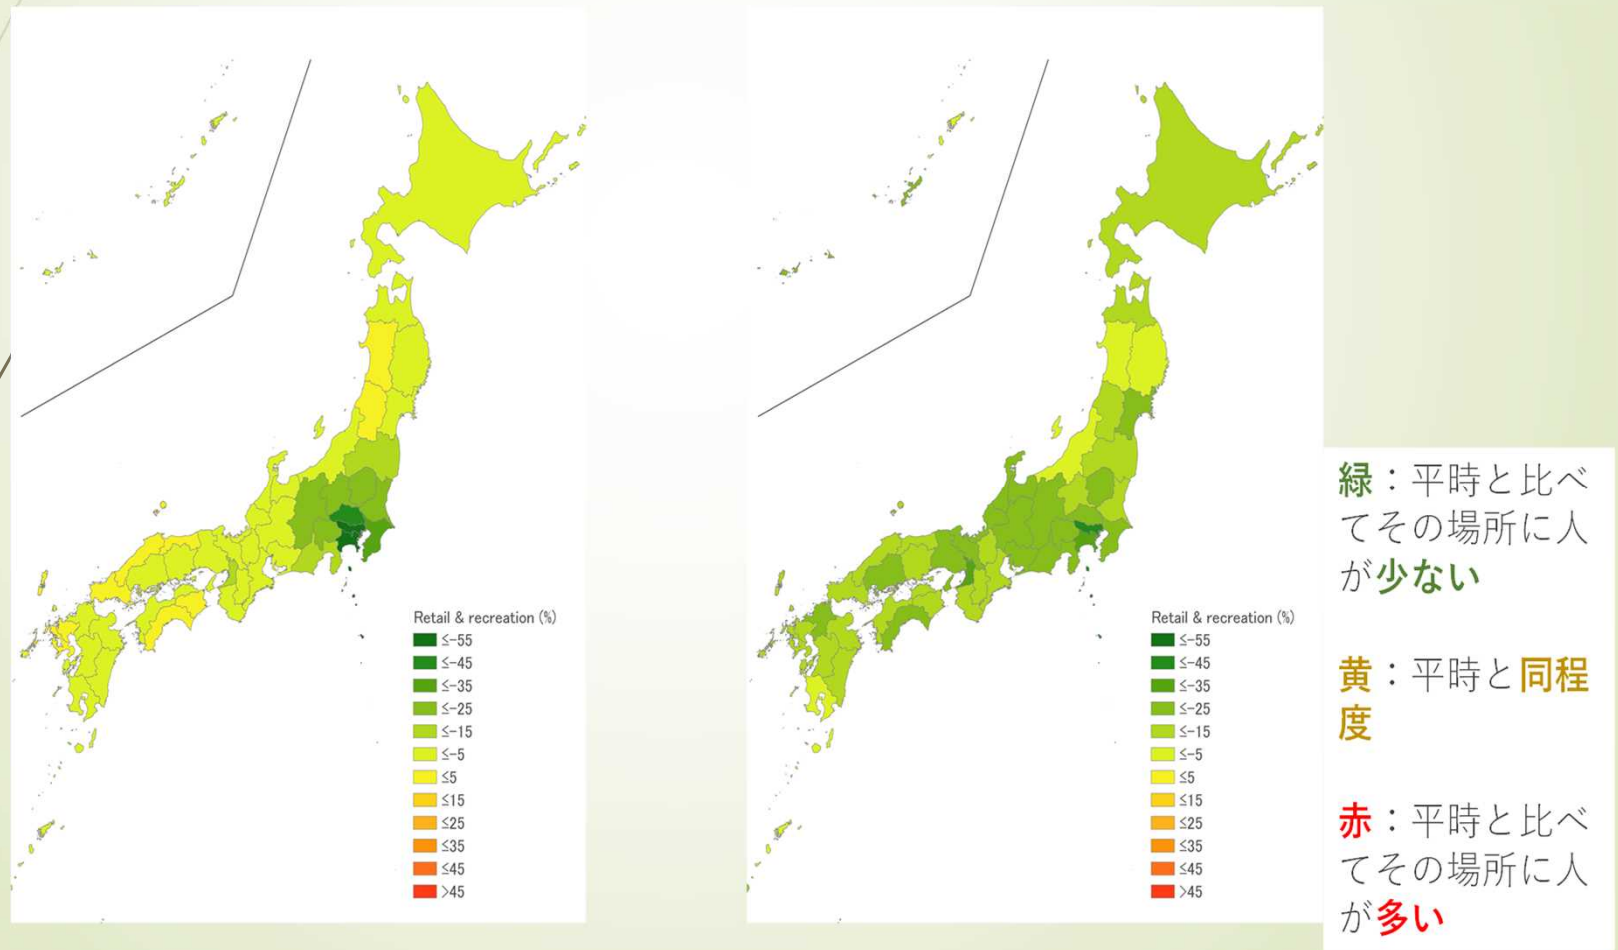 Retail & recreation (%)
≤-55
≤-45
≤-35
≤-25
≤-15
≤-5
≤5
≤15
≤25
≤35
≤45
>45
Retail & recreation (%)
≤-55
≤-45
≤-35
≤-25
≤-15
≤-5
≤5
≤15
≤25
≤35
≤45
>45
緑：平時と比べ
てその場所に人
が少ない
黄：平時と同程
度
赤：平時と比べ
てその場所に人
が多い